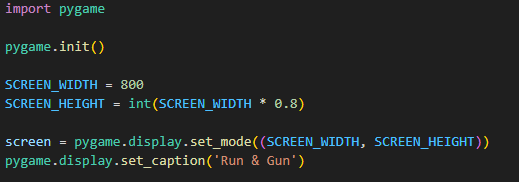 import pygame
pygame.init()
SCREEN_WIDTH = 800
SCREEN_HEIGHT = int(SCREEN_WIDTH * 0.8)
screen = pygame.display.set_mode((SCREEN_WIDTH, SCREEN_HEIGHT))
pygame.display.set_caption('Run & Gun')